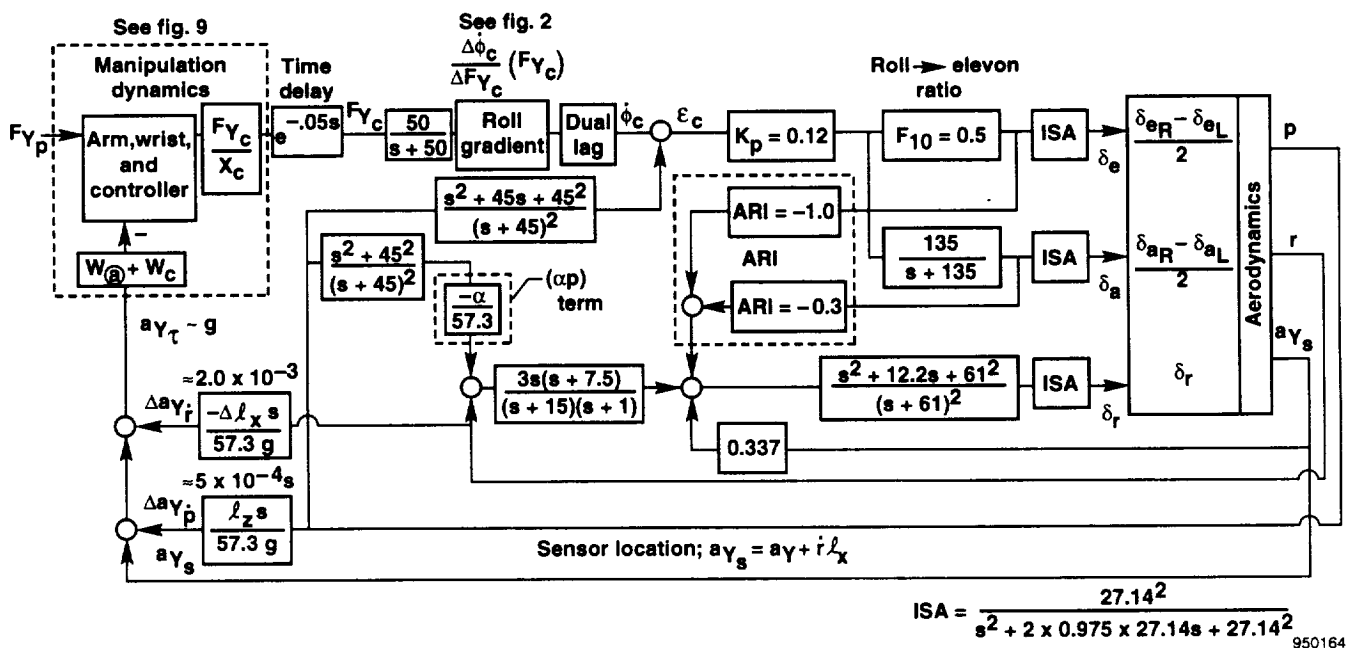 See fig. 9
See fig. 2
Manipulation
dynamics
Time
delay
Δφ̇c
ΔFYc
(FYc)
Roll → elevon
ratio
FYp
Arm, wrist,
and
controller
FYc
Xc
e^-.05s
FYc
50
s + 50
Roll
gradient
Dual
lag
φ̇c
εc
Kp = 0.12
F10 = 0.5
ISA
δe
δeR – δeL
2
p
–
Wⓐ + Wc
s² + 45s + 45²
(s + 45)²
s² + 45²
(s + 45)²
–α
57.3
(αp)
term
ARI = –1.0
ARI
ARI = –0.3
135
s + 135
ISA
δa
δaR – δaL
2
Aerodynamics
r
aYs
aYτ ~ g
≈2.0 x 10⁻³
ΔaYṙ
–Δℓx s
57.3 g
3s(s + 7.5)
(s + 15)(s + 1)
s² + 12.2s + 61²
(s + 61)²
ISA
δr
δr
0.337
≈5 x 10⁻⁴s
ΔaYṗ
ℓz s
57.3 g
aYs
Sensor location; aYs = aY + ṙ ℓx
ISA = 27.14²
s² + 2 x 0.975 x 27.14s + 27.14²
950164